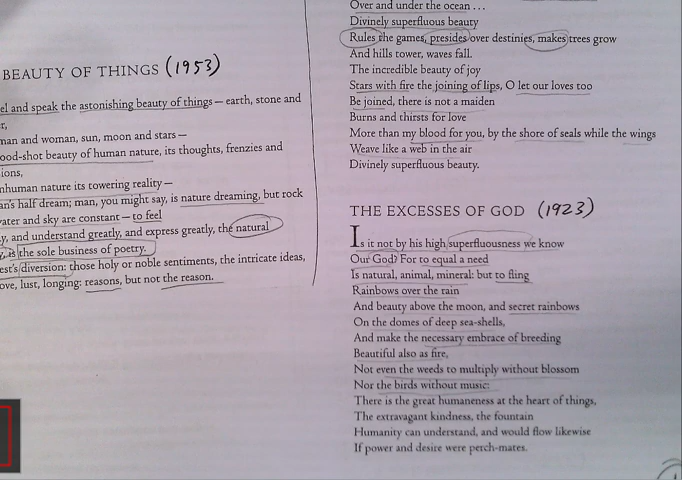 BEAUTY OF THINGS (1953)
and speak the astonishing beauty of things — earth, stone and
man and woman, sun, moon and stars —
ood-shot beauty of human nature, its thoughts, frenzies and
ions,
nhuman nature its towering reality —
an's half dream; man, you might say, is nature dreaming, but rock
ater and sky are constant — to feel
y, and understand greatly, and express greatly, the natural
is the sole business of poetry.
est's diversion: those holy or noble sentiments, the intricate ideas,
ove, lust, longing: reasons, but not the reason.
Over and under the ocean ...
Divinely superfluous beauty
Rules the games, presides over destinies, makes trees grow
And hills tower, waves fall.
The incredible beauty of joy
Stars with fire the joining of lips, O let our loves too
Be joined, there is not a maiden
Burns and thirsts for love
More than my blood for you, by the shore of seals while the wings
Weave like a web in the air
Divinely superfluous beauty.
THE EXCESSES OF GOD (1923)
Is it not by his high superfluousness we know
Our God? For to equal a need
Is natural, animal, mineral: but to fling
Rainbows over the rain
And beauty above the moon, and secret rainbows
On the domes of deep sea-shells,
And make the necessary embrace of breeding
Beautiful also as fire,
Not even the weeds to multiply without blossom
Nor the birds without music:
There is the great humaneness at the heart of things,
The extravagant kindness, the fountain
Humanity can understand, and would flow likewise
If power and desire were perch-mates.